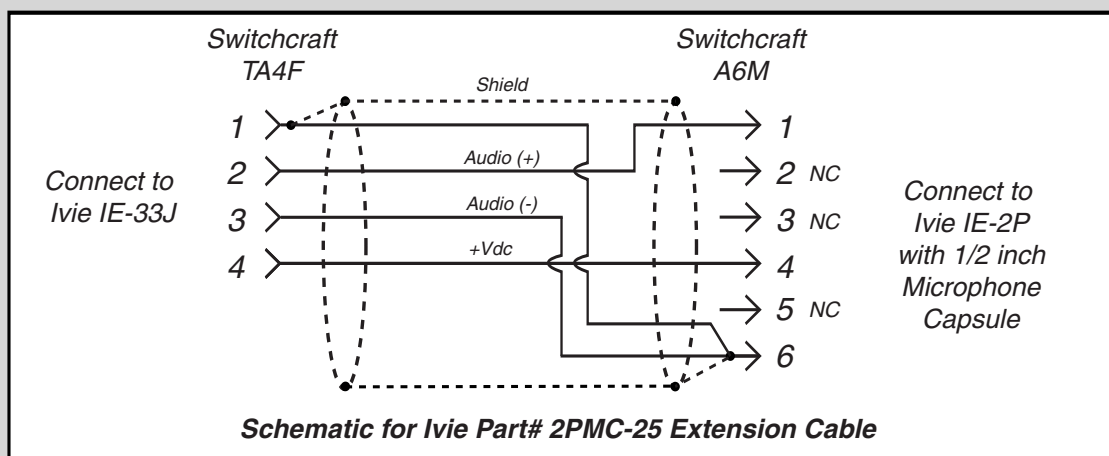 Switchcraft
TA4F
Switchcraft
A6M
Shield
1
2
3
4
Connect to
Ivie IE-33J
Audio (+)
Audio (-)
+Vdc
1
2 NC
3 NC
4
5 NC
6
Connect to
Ivie IE-2P
with 1/2 inch
Microphone
Capsule
Schematic for Ivie Part# 2PMC-25 Extension Cable